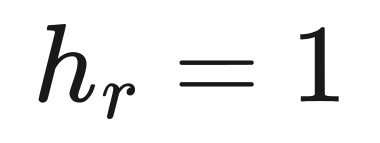 h_r = 1